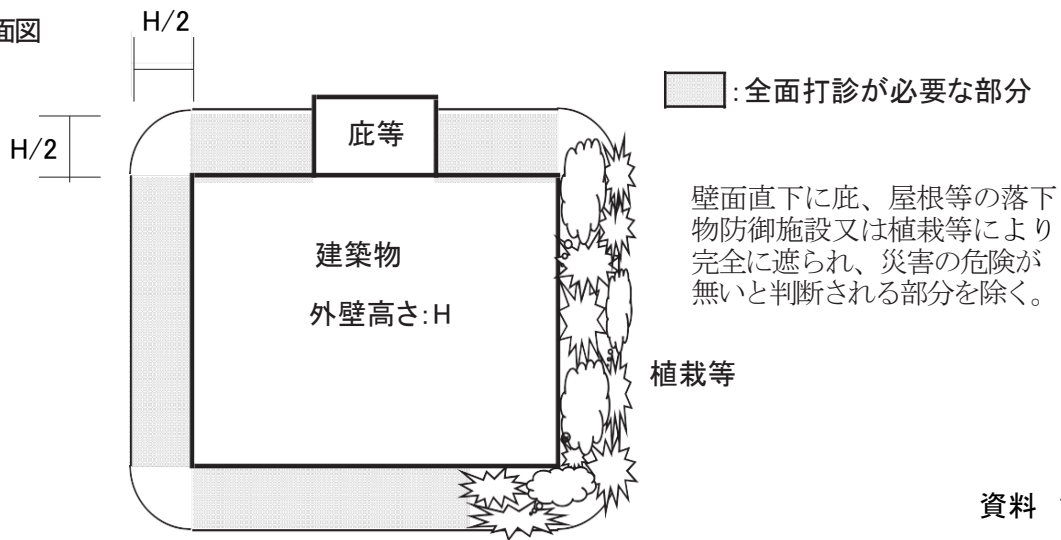 面図
H/2
:全面打診が必要な部分
庇等
H/2
壁面直下に庇、屋根等の落下
物防御施設又は植栽等により
完全に遮られ、災害の危険が
無いと判断される部分を除く。
建築物
外壁高さ:H
植栽等
資料